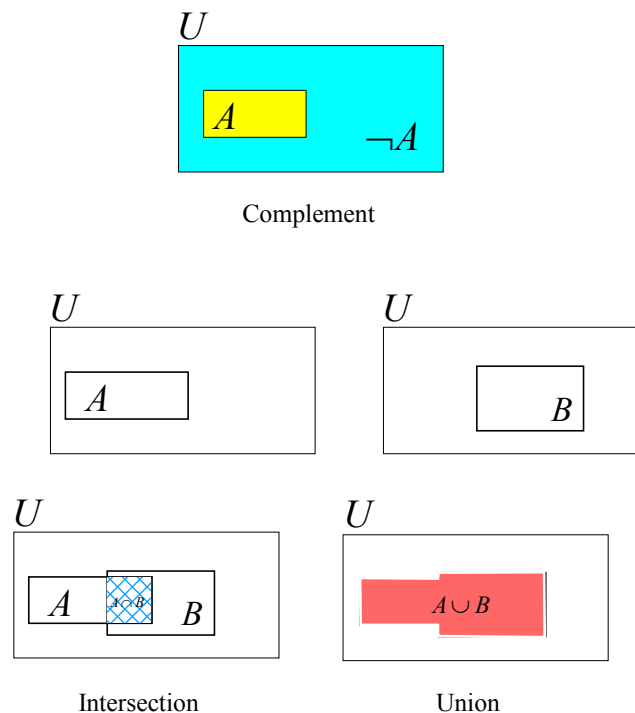 U
A
¬A
Complement
U
U
A
B
U
U
A
A∩B
B
A ∪ B
Intersection
Union